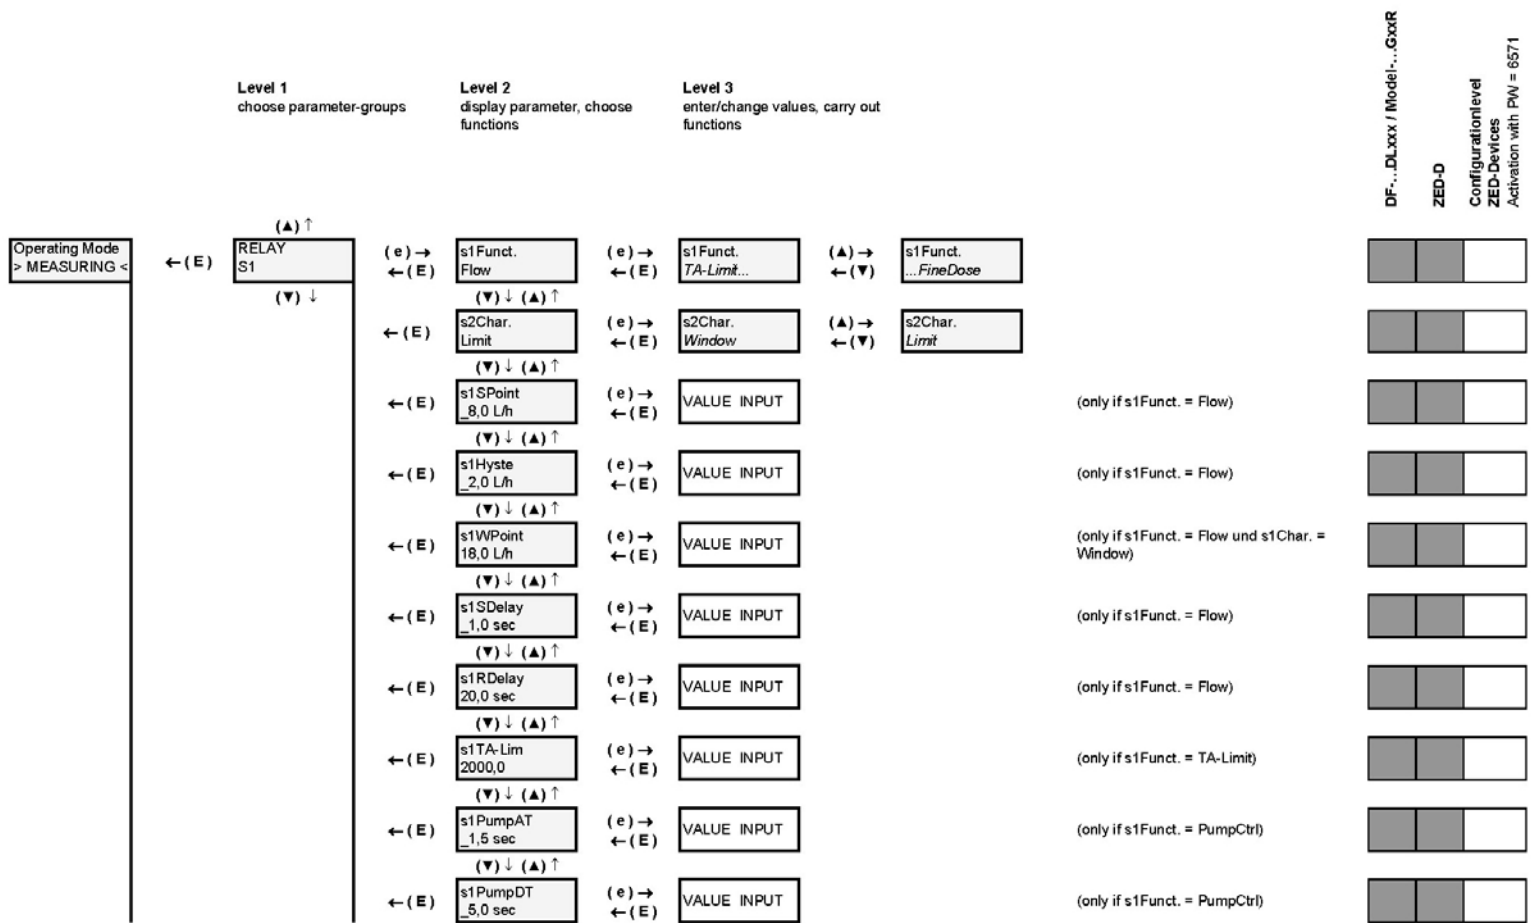 DF-...DLxxx / Model-...GxxR
ZED-D
Configurationlevel
ZED-Devices
Activation with PW = 6571
Level 1
choose parameter-groups
Level 2
display parameter, choose
functions
Level 3
enter/change values, carry out
functions
(▲) ↑
Operating Mode
> MEASURING <
← (E)
RELAY
S1
(e) →
← (E)
s1Funct.
Flow
(e) →
← (E)
s1Funct.
TA-Limit...
(▲) →
← (▼)
s1Funct.
...FineDose
(▼) ↓
(▼) ↓ (▲) ↑
← (E)
s2Char.
Limit
(e) →
← (E)
s2Char.
Window
(▲) →
← (▼)
s2Char.
Limit
(▼) ↓ (▲) ↑
← (E)
s1SPoint
_8,0 L/h
(e) →
← (E)
VALUE INPUT
(only if s1Funct. = Flow)
(▼) ↓ (▲) ↑
← (E)
s1Hyste
_2,0 L/h
(e) →
← (E)
VALUE INPUT
(only if s1Funct. = Flow)
(▼) ↓ (▲) ↑
← (E)
s1WPoint
18,0 L/h
(e) →
← (E)
VALUE INPUT
(only if s1Funct. = Flow und s1Char. =
Window)
(▼) ↓ (▲) ↑
← (E)
s1SDelay
_1,0 sec
(e) →
← (E)
VALUE INPUT
(only if s1Funct. = Flow)
(▼) ↓ (▲) ↑
← (E)
s1RDelay
20,0 sec
(e) →
← (E)
VALUE INPUT
(only if s1Funct. = Flow)
(▼) ↓ (▲) ↑
← (E)
s1TA-Lim
2000,0
(e) →
← (E)
VALUE INPUT
(only if s1Funct. = TA-Limit)
(▼) ↓ (▲) ↑
← (E)
s1PumpAT
_1,5 sec
(e) →
← (E)
VALUE INPUT
(only if s1Funct. = PumpCtrl)
(▼) ↓ (▲) ↑
← (E)
s1PumpDT
_5,0 sec
(e) →
← (E)
VALUE INPUT
(only if s1Funct. = PumpCtrl)